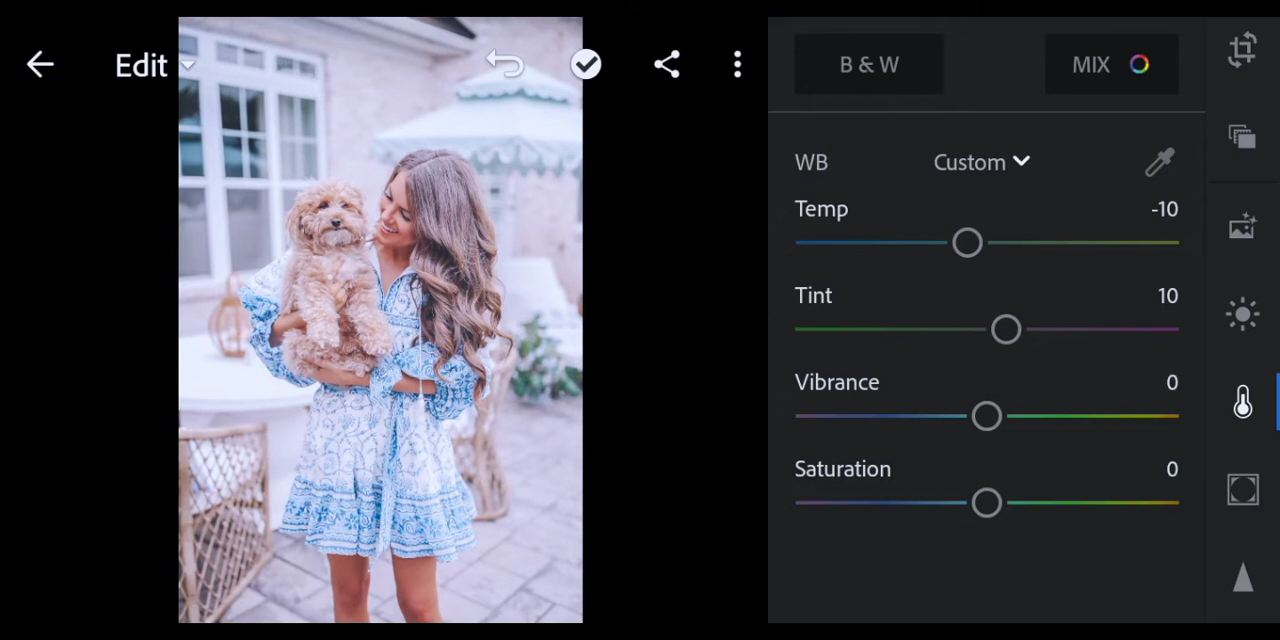 Edit
B & W
MIX
WB
Custom
Temp
-10
Tint
10
Vibrance
0
Saturation
0